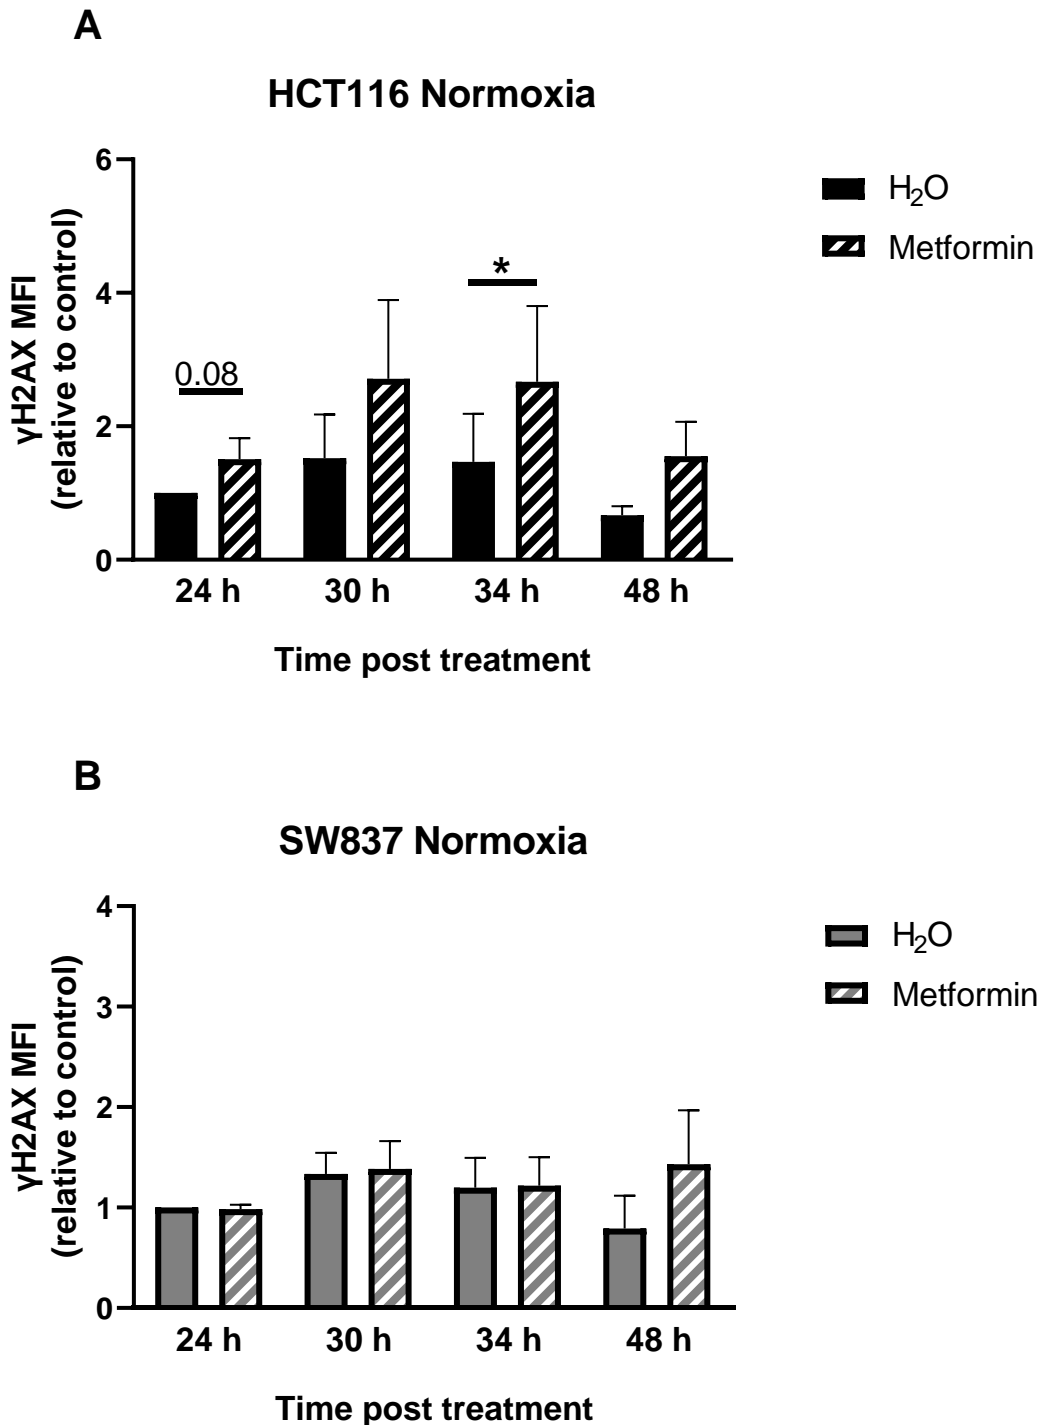 A
HCT116 Normoxia
γH2AX MFI
(relative to control)
6
4
2
0
0.08
*
24 h
30 h
34 h
48 h
Time post treatment
H₂O
Metformin
B
SW837 Normoxia
γH2AX MFI
(relative to control)
4
3
2
1
0
24 h
30 h
34 h
48 h
Time post treatment
H₂O
Metformin